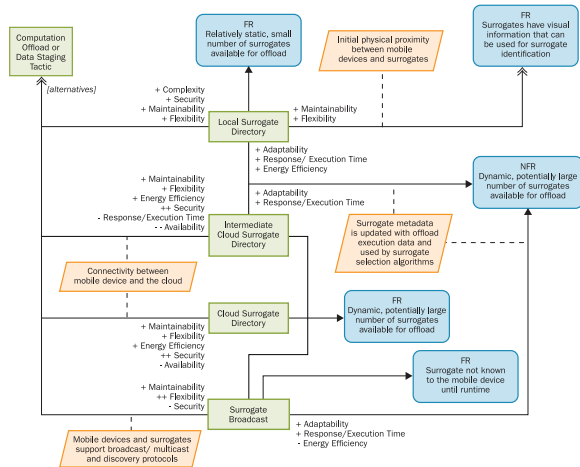 Computation
Offload or
Data Staging
Tactic
[alternatives]
FR
Relatively static, small
number of surrogates
available for offload
Initial physical proximity
between mobile
devices and surrogates
FR
Surrogates have visual
information that can
be used for surrogate
identification
+ Complexity
+ Security
+ Maintainability
+ Flexibility
+ Maintainability
+ Flexibility
Local Surrogate
Directory
+ Adaptability
+ Response/ Execution Time
+ Energy Efficiency
+ Maintainability
+ Flexibility
+ Energy Efficiency
++ Security
- Response/Execution Time
- - Availability
+ Adaptability
+ Response/Execution Time
NFR
Dynamic, potentially large
number of surrogates
available for offload
Intermediate
Cloud Surrogate
Directory
Surrogate metadata
is updated with offload
execution data and
used by surrogate
selection algorithms
Connectivity between
mobile device and the cloud
Cloud Surrogate
Directory
FR
Dynamic, potentially large
number of surrogates
available for offload
+ Maintainability
+ Flexibility
+ Energy Efficiency
++ Security
- Availability
FR
Surrogate not known
to the mobile device
until runtime
+ Maintainability
++ Flexibility
- Security
Surrogate
Broadcast
+ Adaptability
+ Response/Execution Time
- Energy Efficiency
Mobile devices and surrogates
support broadcast/ multicast
and discovery protocols